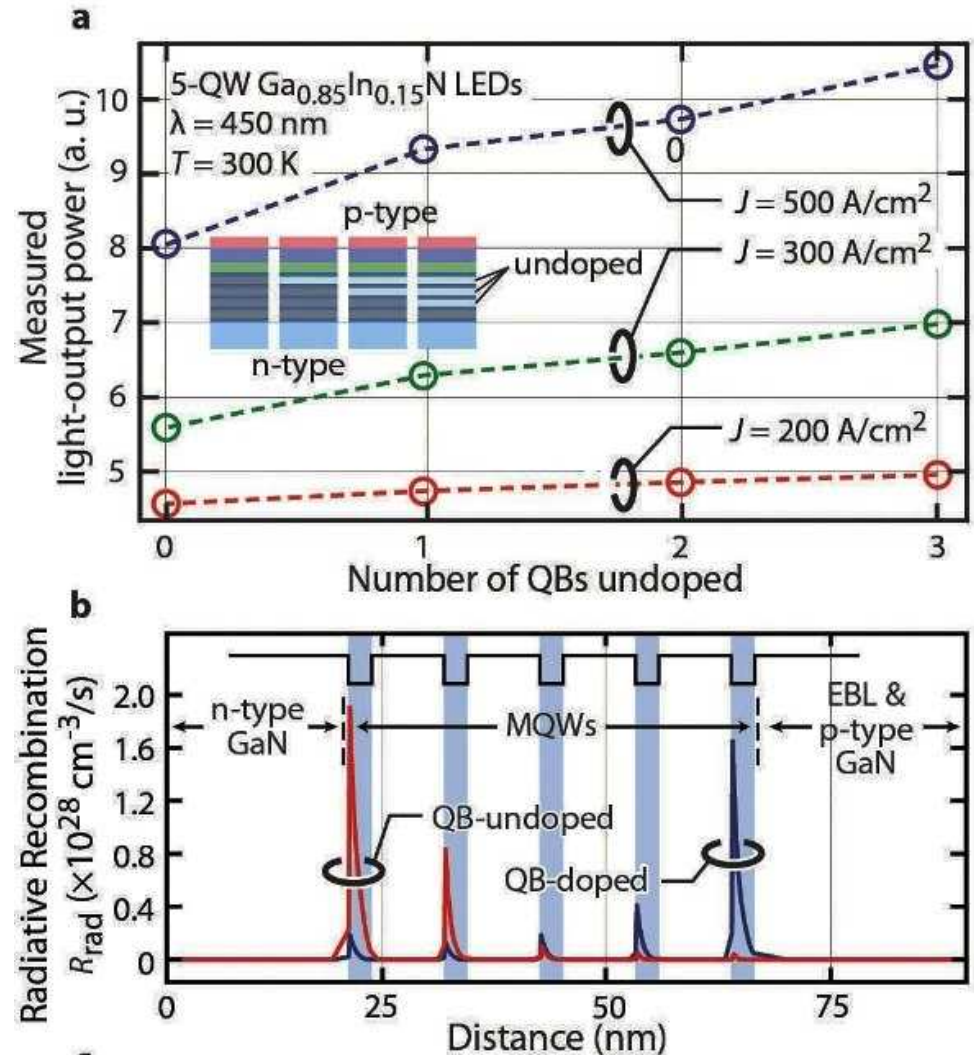 a
5-QW Ga0.85In0.15N LEDs
λ = 450 nm
T = 300 K
p-type
undoped
n-type
0
J = 500 A/cm2
J = 300 A/cm2
J = 200 A/cm2
Measured
light-output power (a. u.)
10
9
8
7
6
5
0 1 2 3
Number of QBs undoped
b
Radiative Recombination
Rrad (×10^28 cm-3/s)
2.0
1.6
1.2
0.8
0.4
0
n-type
GaN
MQWs
EBL &
p-type
GaN
QB-undoped
QB-doped
0 25 50 75
Distance (nm)